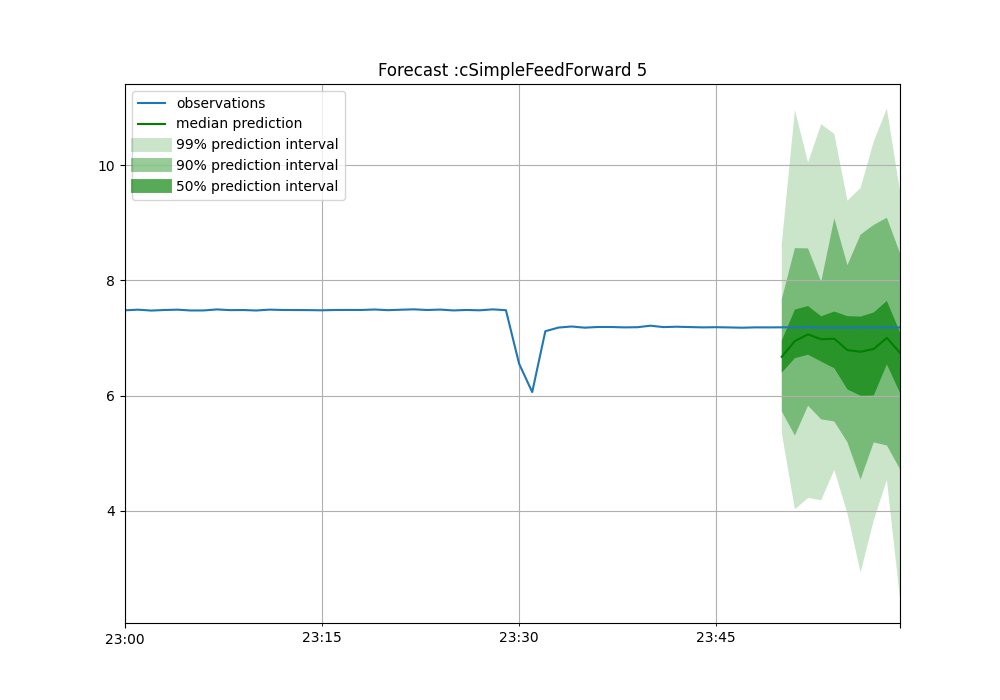 Forecast :cSimpleFeedForward 5
observations
median prediction
99% prediction interval
90% prediction interval
50% prediction interval
10
8
6
4
23:00
23:15
23:30
23:45